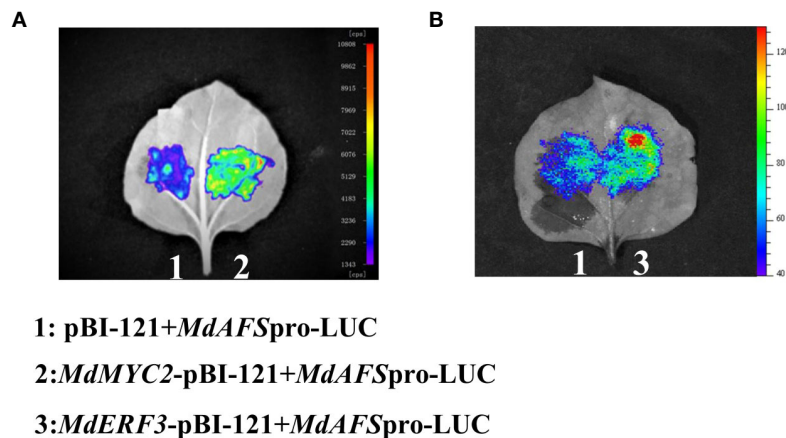 A
B
[cps]
10808
9862
8915
7969
7022
6076
5129
4183
3236
2290
1343
[cps]
120
100
80
60
40
1 2
1 3
1: pBI-121+MdAFSpro-LUC
2:MdMYC2-pBI-121+MdAFSpro-LUC
3:MdERF3-pBI-121+MdAFSpro-LUC